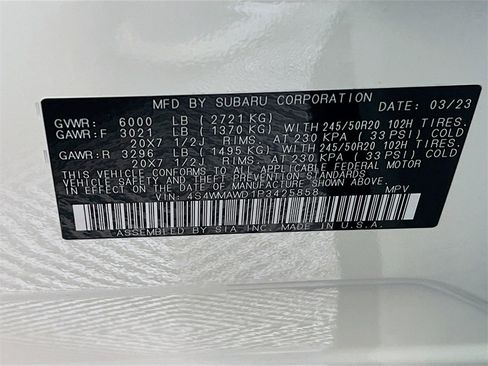 MFD BY SUBARU CORPORATION DATE: 03/23
GVWR: 6000 LB (2721 KG)
GAWR:F 3021 LB (1370 KG) WITH 245/50R20 102H TIRES.
20X7 1/2J RIMS. AT 230 KPA (33 PSI) COLD
GAWR:R 3296 LB (1495 KG) WITH 245/50R20 102H TIRES.
20X7 1/2J RIMS. AT 230 KPA (33 PSI) COLD
THIS VEHICLE CONFORMS TO ALL APPLICABLE FEDERAL MOTOR
VEHICLE SAFETY STANDARDS IN EFFECT ON THE
DATE OF MANUFACTURE SHOWN ABOVE.
VIN: 4S4WMAWD1P3425858 MPV
ASSEMBLED BY SIA.INC. MADE IN U.S.A.